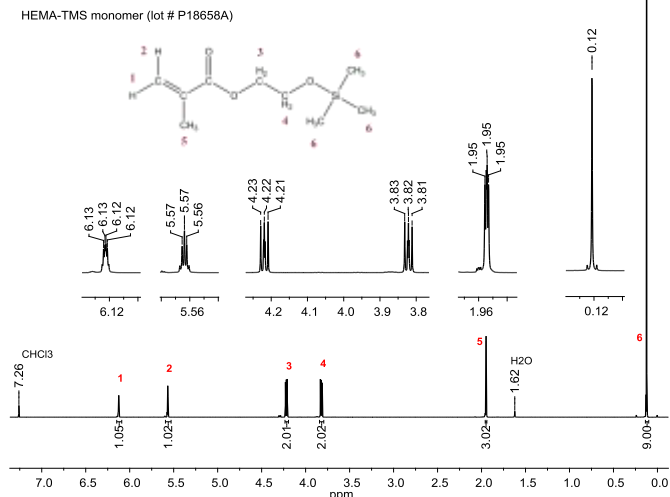 HEMA-TMS monomer (lot # P18658A)
2
H
O
3
H2
6
CH3
1
H
O
O
Si
H2
4
CH3
CH3
5
H3C
6
6
0.12
6.13
6.13
6.12
6.12
5.57
5.57
5.56
4.23
4.22
4.21
3.83
3.82
3.81
1.95
1.95
1.95
6.12
5.56
4.2 4.1 4.0 3.9 3.8
1.96
0.12
7.26
CHCl3
1
2
3
4
5
H2O
1.62
6
1.05
1.02
2.01
2.02
3.02
9.00
7.0 6.5 6.0 5.5 5.0 4.5 4.0 3.5 3.0 2.5 2.0 1.5 1.0 0.5 0.0
ppm